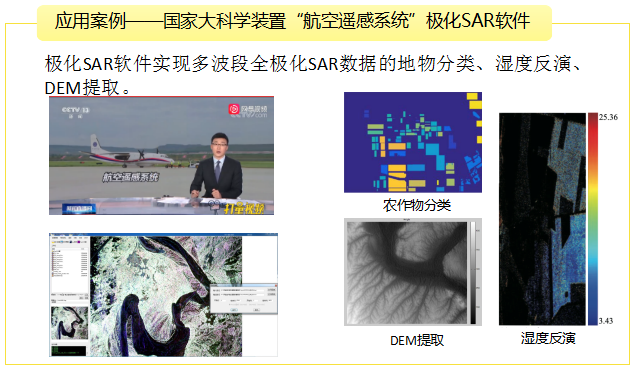 应用案例——国家大科学装置“航空遥感系统”极化SAR软件
极化SAR软件实现多波段全极化SAR数据的地物分类、湿度反演、
DEM提取。
CCTV-13
航空遥感系统
农作物分类
DEM提取
25.36
3.43
湿度反演